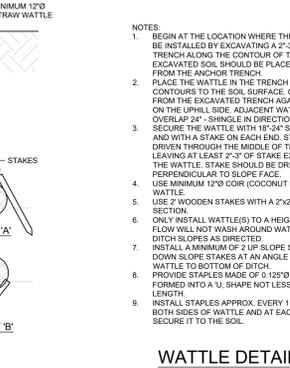 NIMUM 12"Ø
STRAW WATTLE
STAKES
'A'
'B'
NOTES:
1. BEGIN AT THE LOCATION WHERE THE
BE INSTALLED BY EXCAVATING A 2"-3
TRENCH ALONG THE CONTOUR OF T
EXCAVATED SOIL SHOULD BE PLACE
FROM THE ANCHOR TRENCH.
2. PLACE THE WATTLE IN THE TRENCH
CONTOURS TO THE SOIL SURFACE. C
FROM THE EXCAVATED TRENCH AGA
ON THE UPHILL SIDE. ADJACENT WAT
OVERLAP 24" - SHINGLE IN DIRECTIO
3. SECURE THE WATTLE WITH 18"-24" S
AND WITH A STAKE ON EACH END. S
DRIVEN THROUGH THE MIDDLE OF T
LEAVING AT LEAST 2"-3" OF STAKE EX
THE WATTLE. STAKE SHOULD BE DRI
PERPENDICULAR TO SLOPE FACE.
4. USE MINIMUM 12"Ø COIR (COCONUT
WATTLE.
5. USE 2' WOODEN STAKES WITH A 2"x2
SECTION.
6. ONLY INSTALL WATTLE(S) TO A HEIG
FLOW WILL NOT WASH AROUND WAT
DITCH SLOPES AS DIRECTED.
7. INSTALL A MINIMUM OF 2 UP SLOPE S
DOWN SLOPE STAKES AT AN ANGLE
WATTLE TO BOTTOM OF DITCH.
8. PROVIDE STAPLES MADE OF 0.125"Ø
FORMED INTO A 'U'; SHAPE NOT LESS
LENGTH.
9. INSTALL STAPLES APPROX. EVERY 1
BOTH SIDES OF WATTLE AND AT EAC
SECURE IT TO THE SOIL.
WATTLE DETAI